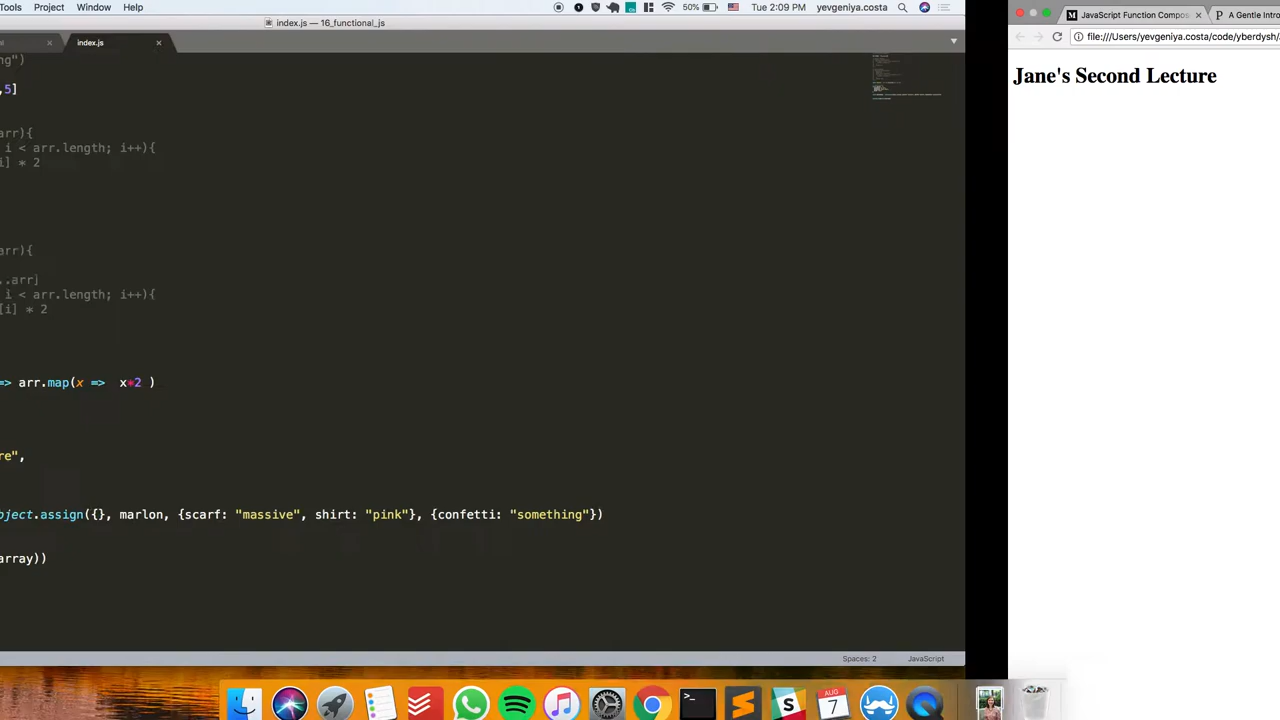 Tools Project Window Help 50% Tue 2:09 PM yevgeniya.costa
index.js — 16_functional_js
index.js
ng")
,5]
arr){
i < arr.length; i++){
i] * 2
arr){
..arr]
i < arr.length; i++){
[i] * 2
=> arr.map(x => x*2 )
re",
bject.assign({}, marlon, {scarf: "massive", shirt: "pink"}, {confetti: "something"})
array))
Spaces: 2 JavaScript
JavaScript Function Compos
A Gentle Intro
file:///Users/yevgeniya.costa/code/yberdysh/
Jane's Second Lecture
AUG
7